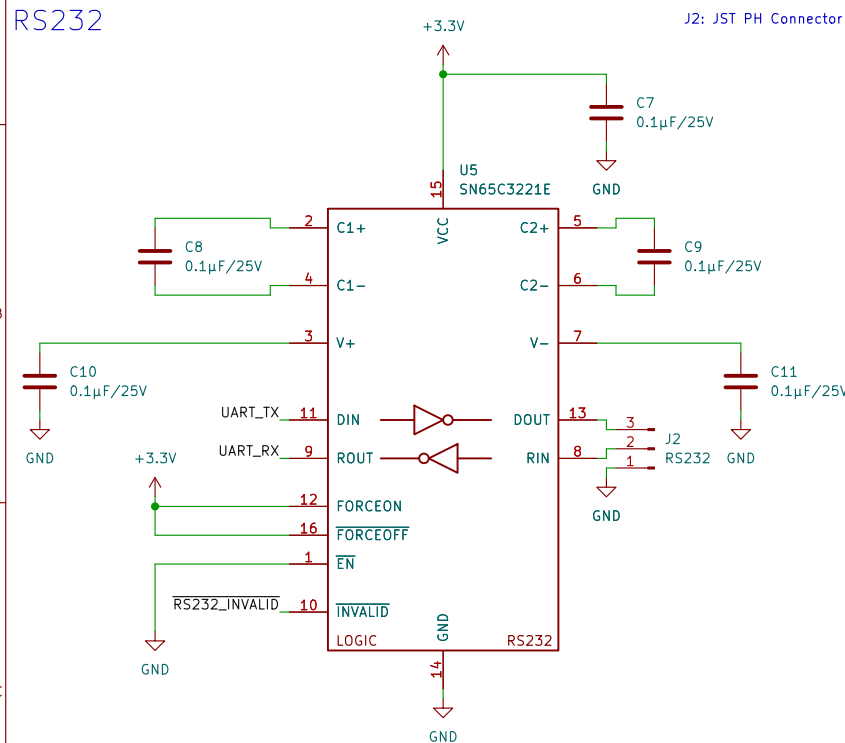 RS232
J2: JST PH Connector
+3.3V
C7
0.1µF/25V
GND
U5
SN65C3221E
15
VCC
2
C1+
C2+
5
C8
0.1µF/25V
C9
0.1µF/25V
4
C1-
C2-
6
3
V+
V-
7
C10
0.1µF/25V
C11
0.1µF/25V
UART_TX
11
DIN
DOUT
13
3
UART_RX
9
ROUT
RIN
8
2
1
J2
RS232
GND
GND
GND
+3.3V
12
FORCEON
16
FORCEOFF
1
EN
RS232_INVALID
10
INVALID
LOGIC
GND
RS232
14
GND
GND